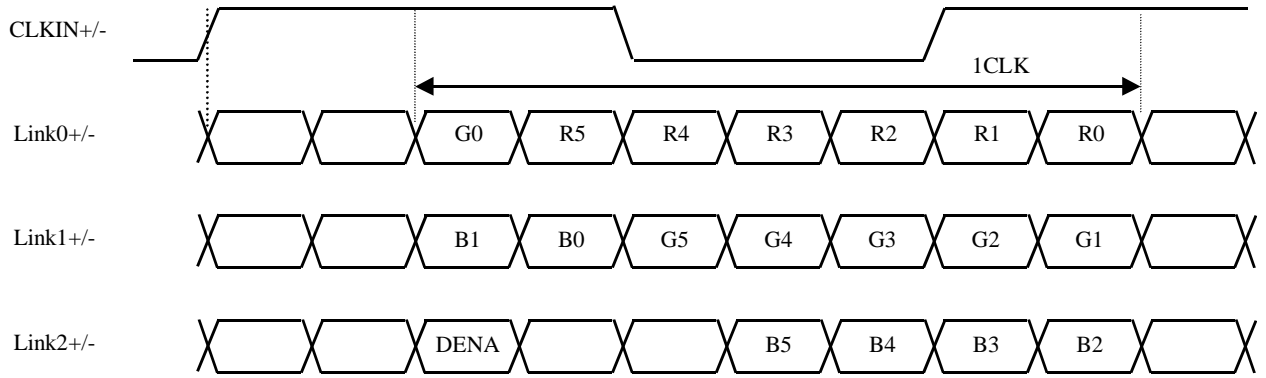 CLKIN+/-
1CLK
Link0+/- G0 R5 R4 R3 R2 R1 R0
Link1+/- B1 B0 G5 G4 G3 G2 G1
Link2+/- DENA B5 B4 B3 B2